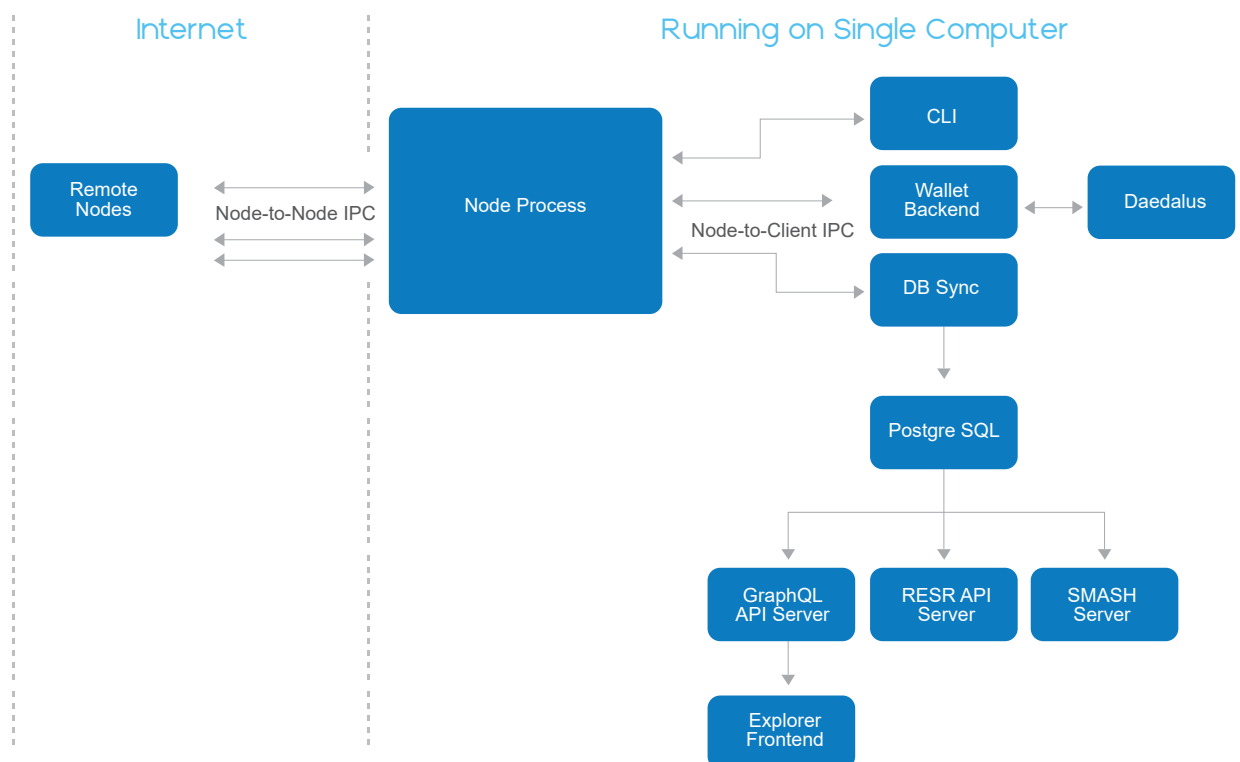 Internet
Running on Single Computer
CLI
Remote
Nodes
Node-to-Node IPC
Node Process
Wallet
Backend
Daedalus
Node-to-Client IPC
DB Sync
Postgre SQL
GraphQL
API Server
RESR API
Server
SMASH
Server
Explorer
Frontend